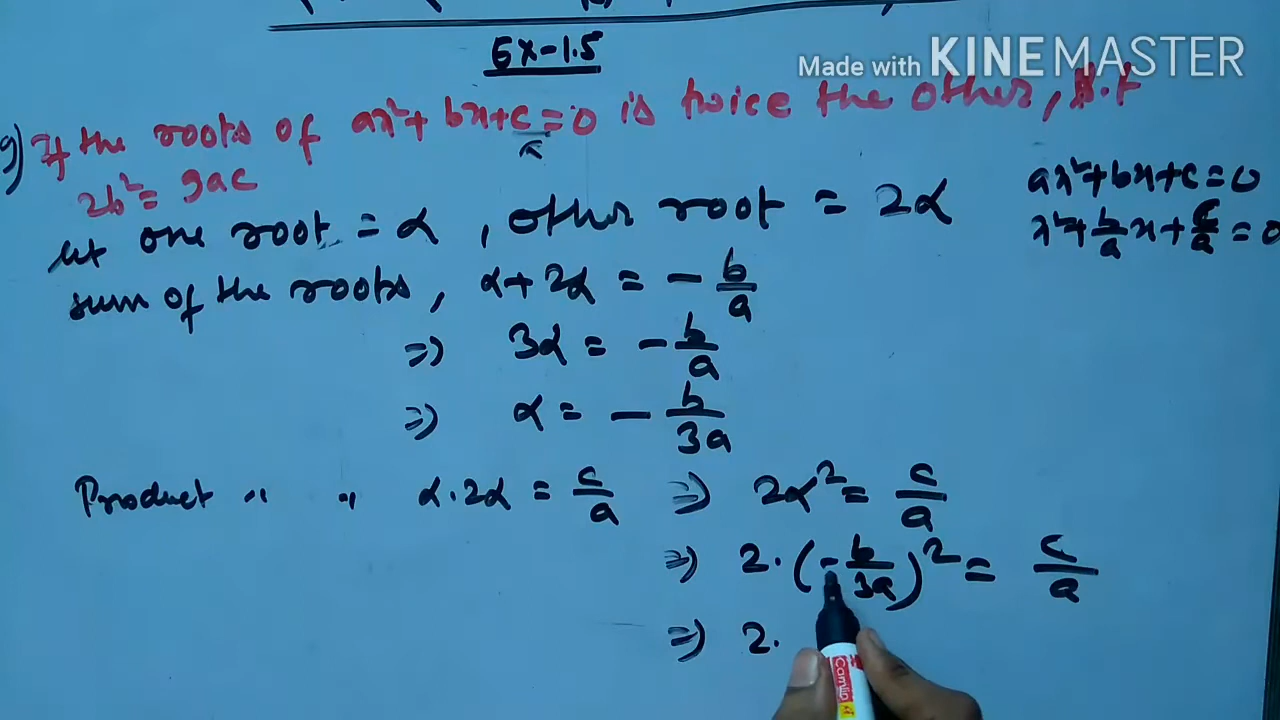 Ex-1.5
Made with KINEMASTER
9) If the roots of ax²+bx+c=0 is twice the other, S.t
2b²=9ac
ax²+bx+c=0
x²+b/a x+c/a=0
let one root = α, other root = 2α
sum of the roots, α+2α = -b/a
⇒) 3α = -b/a
⇒) α = -b/3a
Product " " α.2α = c/a ⇒) 2α² = c/a
⇒) 2.(-b/3a)² = c/a
⇒) 2.
Camlin